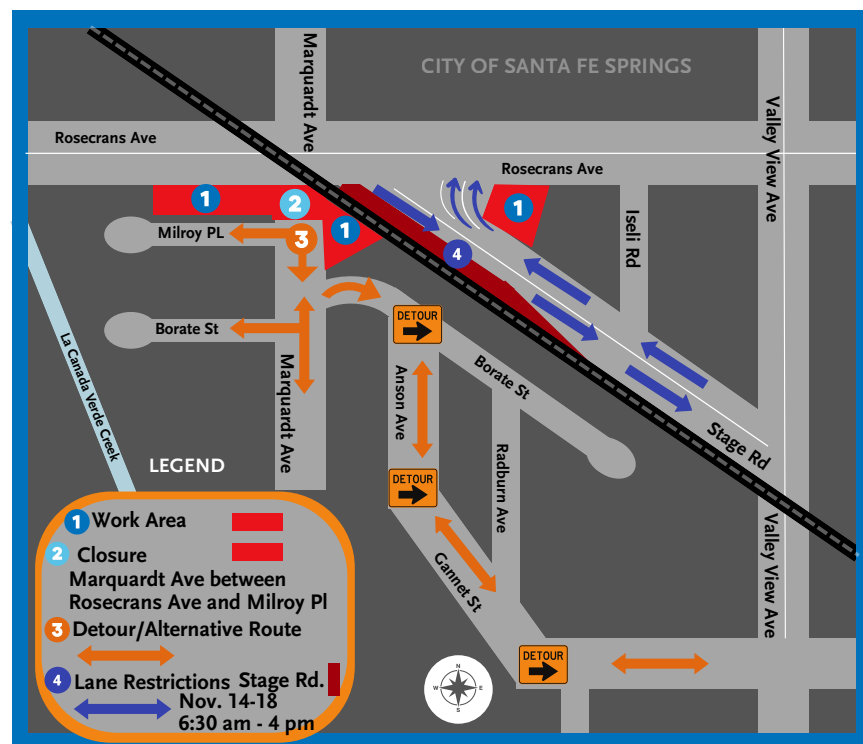 CITY OF SANTA FE SPRINGS
Marquardt Ave
Valley View Ave
Rosecrans Ave
Rosecrans Ave
1
2
1
1
Iseli Rd
Milroy PL
3
4
DETOUR
Borate St
La Canada Verde Creek
Marquardt Ave
Anson Ave
Borate St
Stage Rd
Radburn Ave
DETOUR
Gannet St
Valley View Ave
DETOUR
N
W E
S
LEGEND
1 Work Area
2 Closure
Marquardt Ave between
Rosecrans Ave and Milroy Pl
3 Detour/Alternative Route
4 Lane Restrictions Stage Rd.
Nov. 14-18
6:30 am - 4 pm